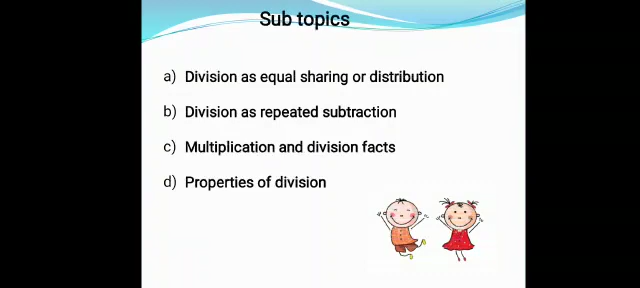 Sub topics
a) Division as equal sharing or distribution
b) Division as repeated subtraction
c) Multiplication and division facts
d) Properties of division